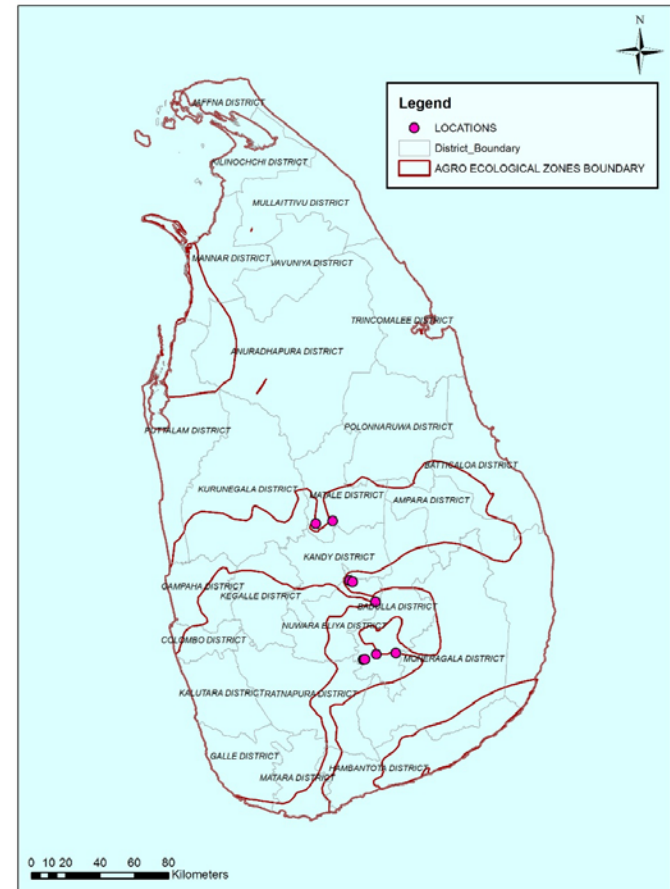 N
Legend
LOCATIONS
District_Boundary
AGRO ECOLOGICAL ZONES BOUNDARY
JAFFNA DISTRICT
KILINOCHCHI DISTRICT
MULLAITTIVU DISTRICT
MANNAR DISTRICT
VAVUNIYA DISTRICT
TRINCOMALEE DISTRICT
ANURADHAPURA DISTRICT
PUTTALAM DISTRICT
POLONNARUWA DISTRICT
BATTICALOA DISTRICT
KURUNEGALA DISTRICT
MATALE DISTRICT
AMPARA DISTRICT
KANDY DISTRICT
GAMPAHA DISTRICT
KEGALLE DISTRICT
BADULLA DISTRICT
NUWARA ELIYA DISTRICT
COLOMBO DISTRICT
MONERAGALA DISTRICT
KALUTARA DISTRICT
RATNAPURA DISTRICT
GALLE DISTRICT
HAMBANTOTA DISTRICT
MATARA DISTRICT
0 10 20 40 60 80
Kilometers